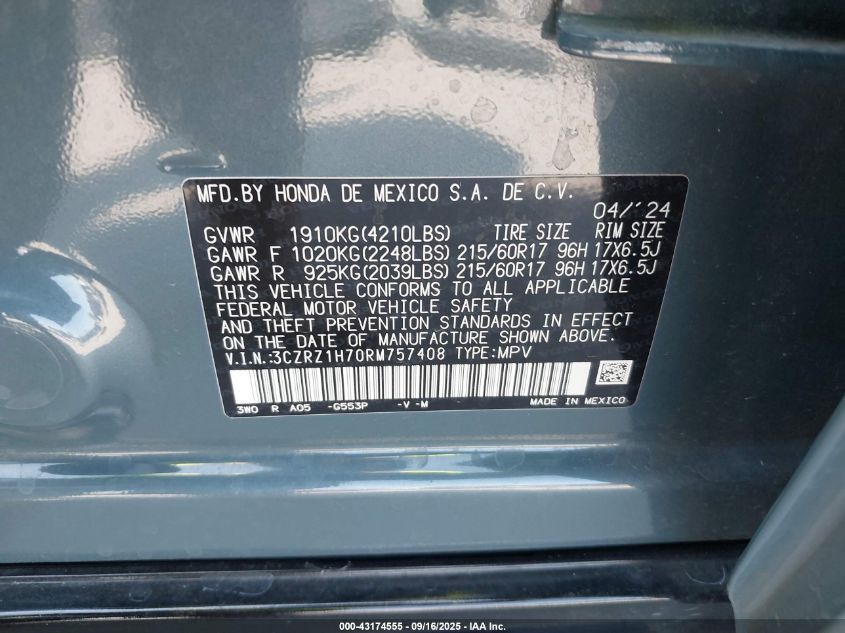 MFD.BY HONDA DE MEXICO S.A. DE C.V.
04/'24
GVWR 1910KG(4210LBS) TIRE SIZE RIM SIZE
GAWR F 1020KG(2248LBS) 215/60R17 96H 17X6.5J
GAWR R 925KG(2039LBS) 215/60R17 96H 17X6.5J
THIS VEHICLE CONFORMS TO ALL APPLICABLE
FEDERAL MOTOR VEHICLE SAFETY
AND THEFT PREVENTION STANDARDS IN EFFECT
ON THE DATE OF MANUFACTURE SHOWN ABOVE.
V.I.N.:3CZRZ1H70RM757408 TYPE:MPV
3WO R A05 -G553P -V-M MADE IN MEXICO
000-43174555 - 09/16/2025 - IAA Inc.